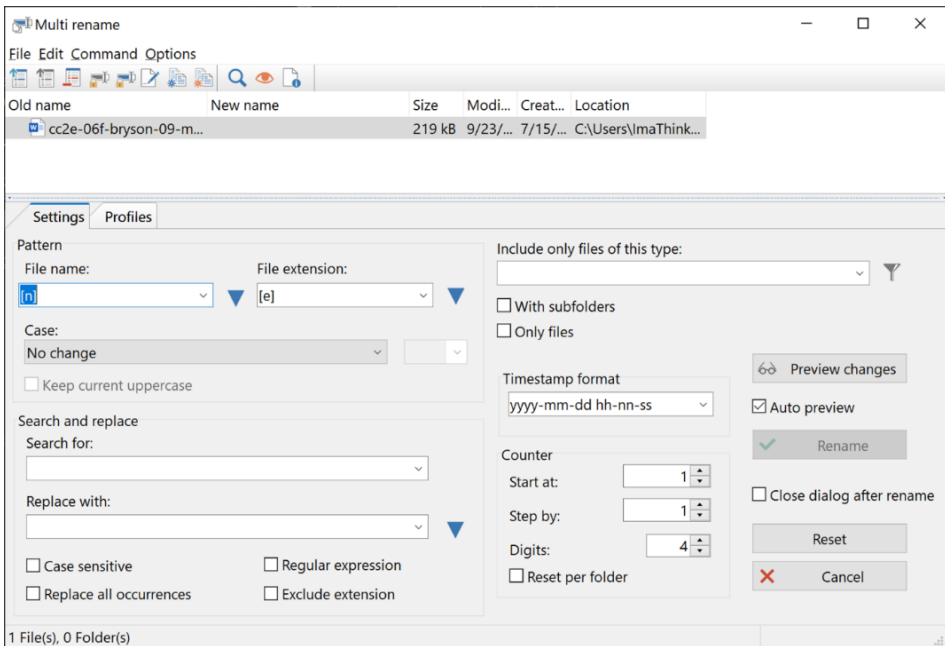 Multi rename
File Edit Command Options
Old name New name Size Modi... Creat... Location
cc2e-06f-bryson-09-m... 219 kB 9/23/... 7/15/... C:\Users\ImaThink...
Settings Profiles
Pattern
File name: File extension:
[n] [e]
Case:
No change
Keep current uppercase
Search and replace
Search for:
Replace with:
Case sensitive Regular expression
Replace all occurrences Exclude extension
Include only files of this type:
With subfolders
Only files
Timestamp format
yyyy-mm-dd hh-nn-ss
Counter
Start at: 1
Step by: 1
Digits: 4
Reset per folder
Preview changes
Auto preview
Rename
Close dialog after rename
Reset
Cancel
1 File(s), 0 Folder(s)